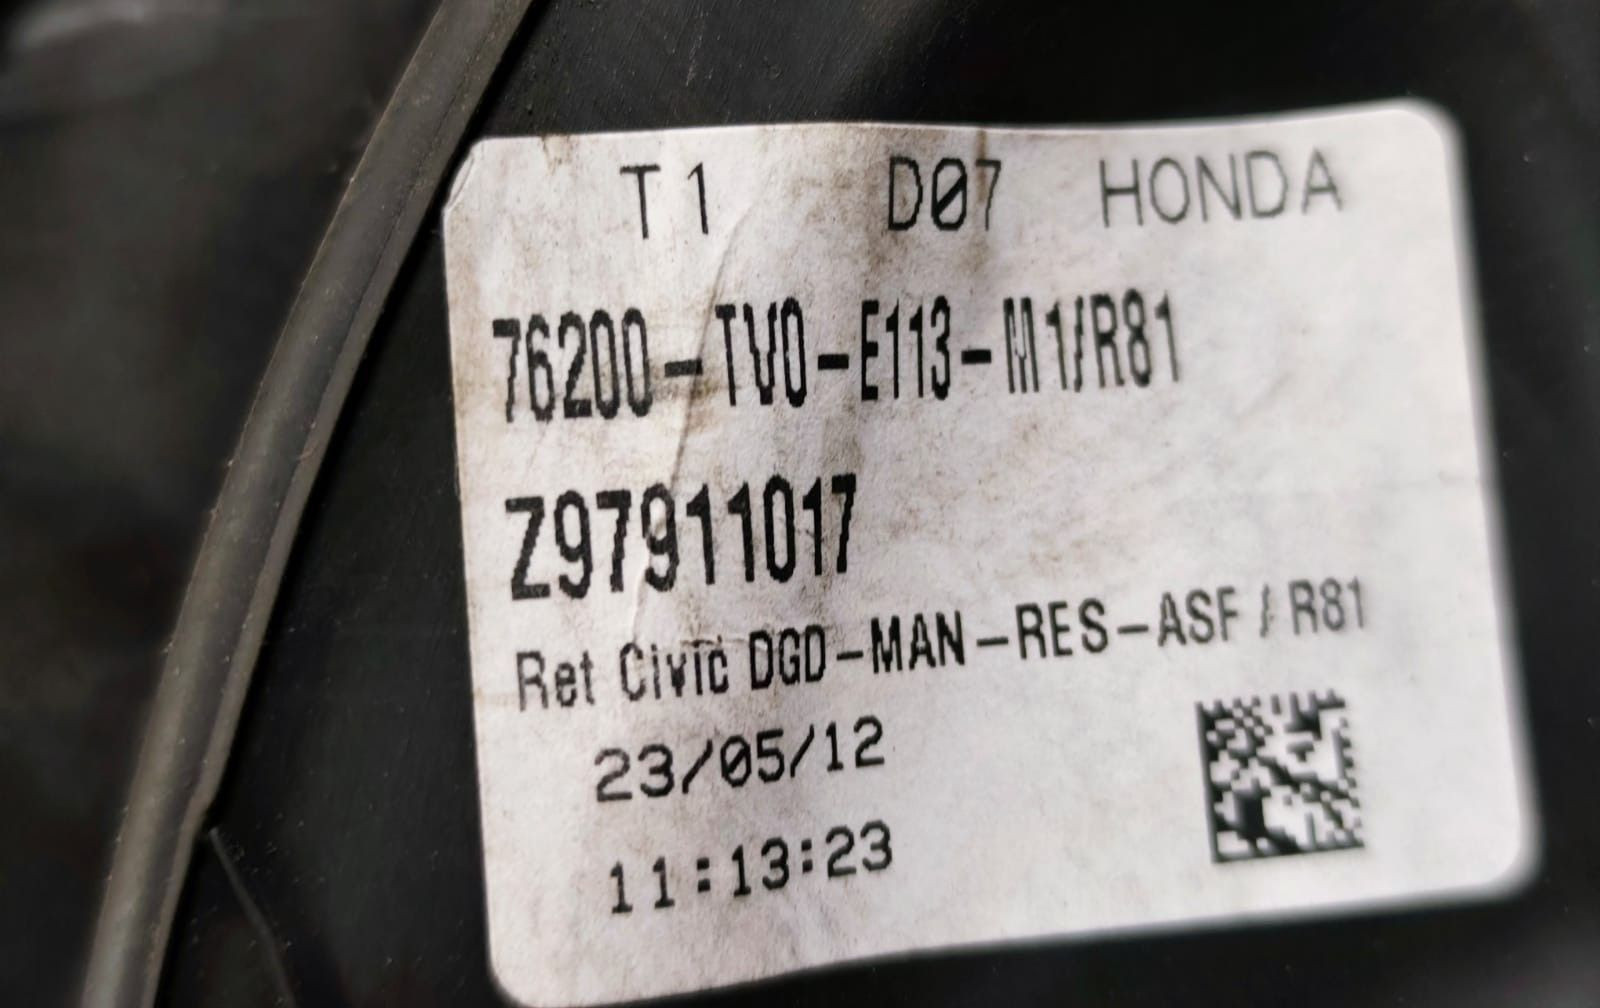 T1 D07 HONDA
76200-TV0-E113-M1/R81
Z97911017
Ret Civic DGD-MAN-RES-ASF / R81
23/05/12
11:13:23